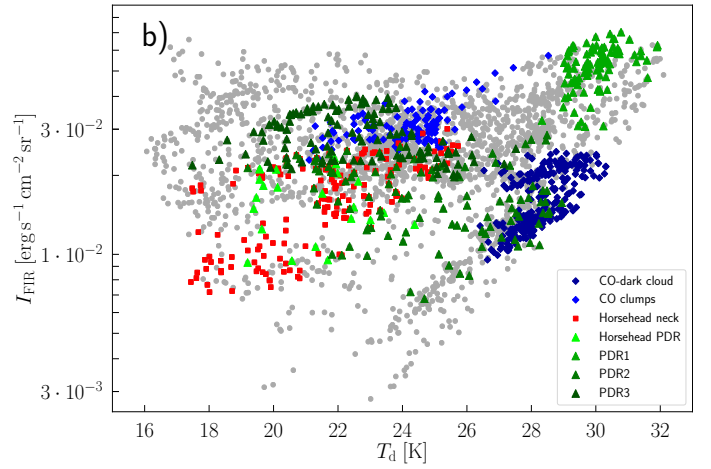 b)
3 · 10⁻²
1 · 10⁻²
3 · 10⁻³
I_FIR [erg s⁻¹ cm⁻² sr⁻¹]
CO-dark cloud
CO clumps
Horsehead neck
Horsehead PDR
PDR1
PDR2
PDR3
16 18 20 22 24 26 28 30 32
T_d [K]